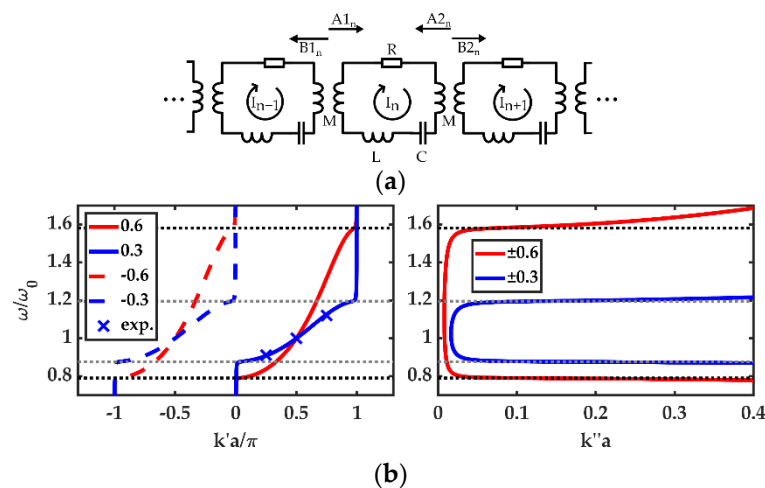 A1ₙ A2ₙ
B1ₙ R B2ₙ
... Iₙ₋₁ Iₙ Iₙ₊₁ ...
M M
L C
(a)
1.6
1.2
1
0.8
ω/ω₀
0.6
0.3
-0.6
-0.3
exp.
-1 -0.5 0 0.5 1
k'a/π
±0.6
±0.3
0 0.1 0.2 0.3 0.4
k''a
(b)